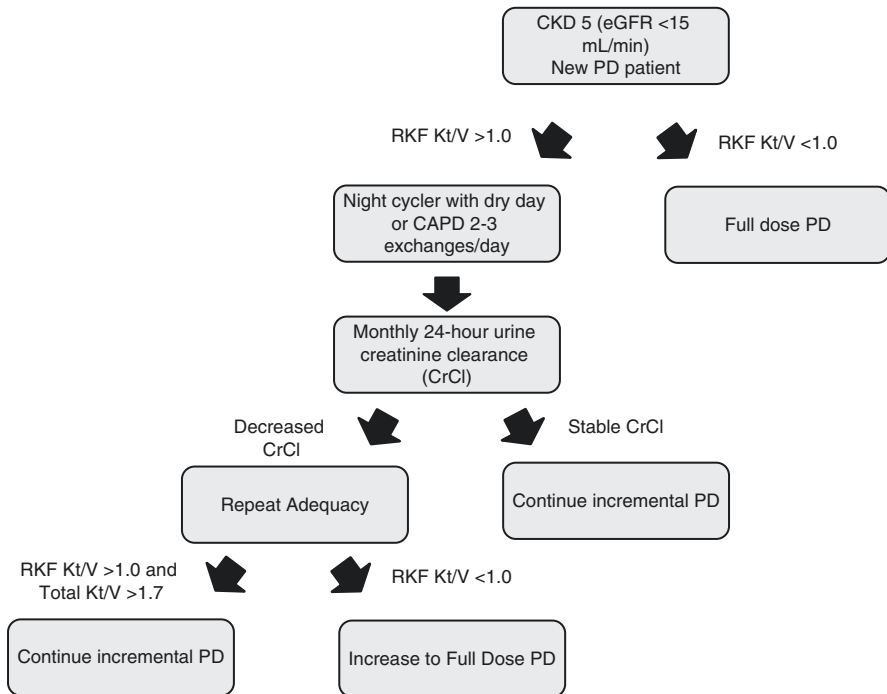 CKD 5 (eGFR <15
mL/min)
New PD patient
RKF Kt/V >1.0
RKF Kt/V <1.0
Night cycler with dry day
or CAPD 2-3
exchanges/day
Full dose PD
Monthly 24-hour urine
creatinine clearance
(CrCl)
Decreased
CrCl
Stable CrCl
Repeat Adequacy
Continue incremental PD
RKF Kt/V >1.0 and
Total Kt/V >1.7
RKF Kt/V <1.0
Continue incremental PD
Increase to Full Dose PD